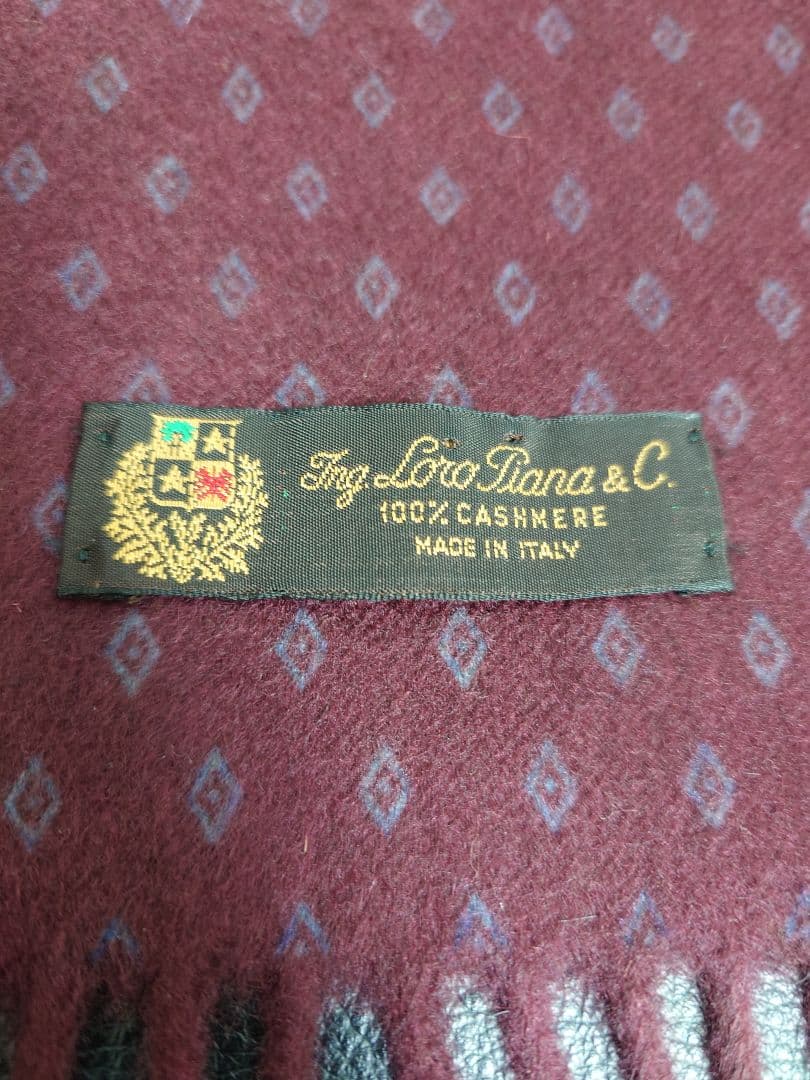 Ing Loro Piana & C.
100% CASHMERE
MADE IN ITALY